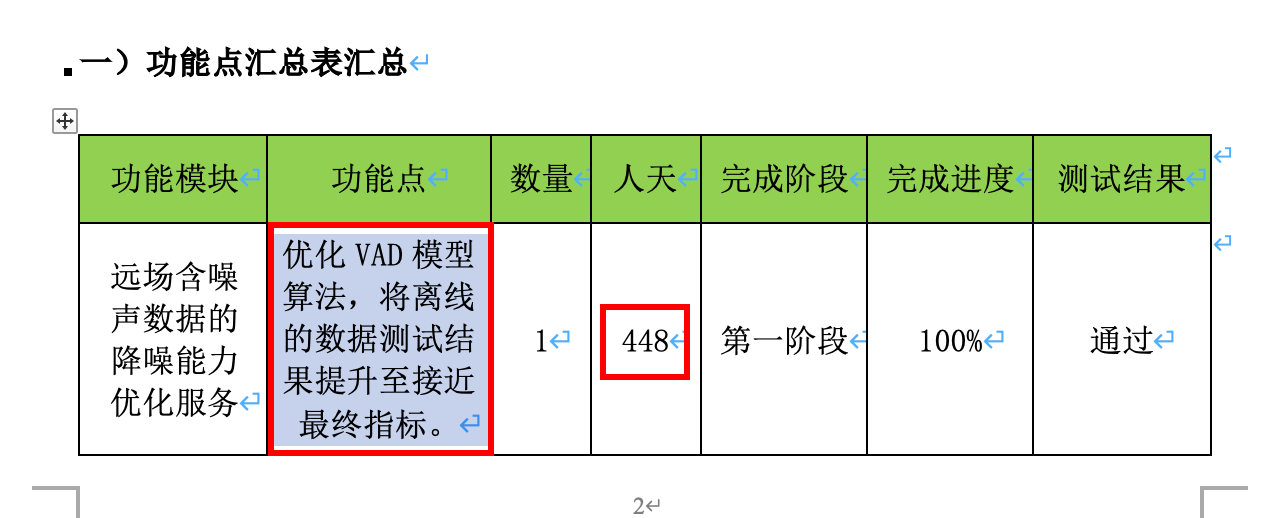 一）功能点汇总表汇总
功能模块 功能点 数量 人天 完成阶段 完成进度 测试结果
远场含噪
声数据的
降噪能力
优化服务
优化 VAD 模型
算法，将离线
的数据测试结
果提升至接近
最终指标。
1
448
第一阶段
100%
通过
2